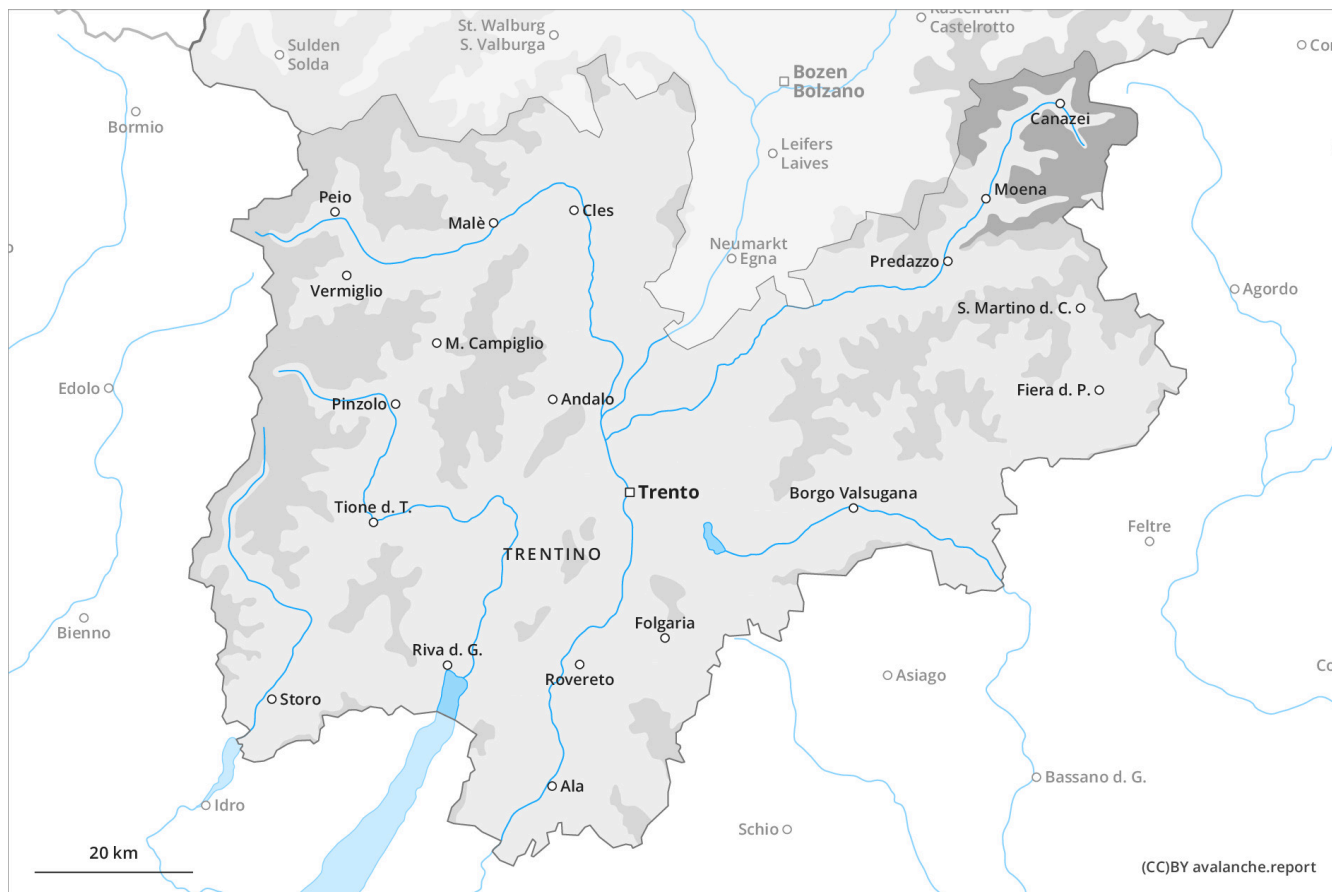 Kastelruth
Castelrotto
St. Walburg
S. Valburga
Sulden
Solda
Bozen
Bolzano
Bormio
Canazei
Leifers
Laives
Moena
Peio
Malè
Cles
Neumarkt
Egna
Predazzo
Vermiglio
Agordo
S. Martino d. C.
M. Campiglio
Edolo
Pinzolo
Andalo
Fiera d. P.
Trento
Borgo Valsugana
Tione d. T.
Feltre
TRENTINO
Bienno
Folgaria
Riva d. G.
Rovereto
Asiago
Storo
Bassano d. G.
Ala
Idro
Schio
20 km
(CC)BY avalanche.report